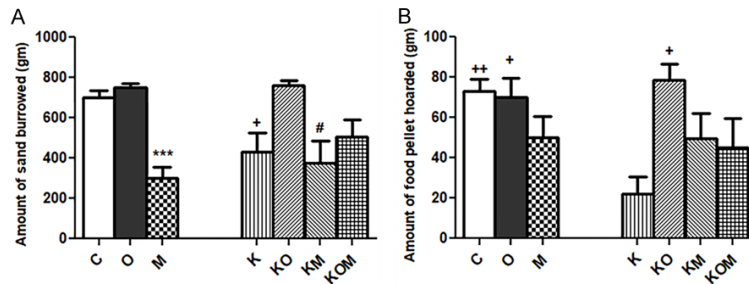 A
Amount of sand burrowed (gm)
1000
800
600
400
200
0
***
+
#
C
O
M
K
KO
KM
KOM
B
Amount of food pellet hoarded (gm)
100
80
60
40
20
0
++
+
+
C
O
M
K
KO
KM
KOM